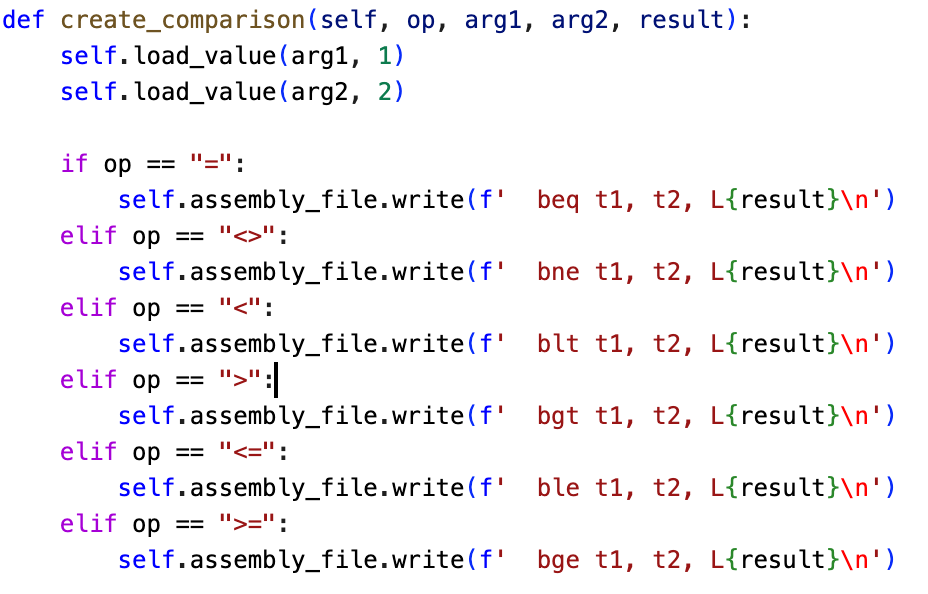 def create_comparison(self, op, arg1, arg2, result):
    self.load_value(arg1, 1)
    self.load_value(arg2, 2)

    if op == "=":
        self.assembly_file.write(f'  beq t1, t2, L{result}\n')
    elif op == "<>":
        self.assembly_file.write(f'  bne t1, t2, L{result}\n')
    elif op == "<":
        self.assembly_file.write(f'  blt t1, t2, L{result}\n')
    elif op == ">":
        self.assembly_file.write(f'  bgt t1, t2, L{result}\n')
    elif op == "<=":
        self.assembly_file.write(f'  ble t1, t2, L{result}\n')
    elif op == ">=":
        self.assembly_file.write(f'  bge t1, t2, L{result}\n')